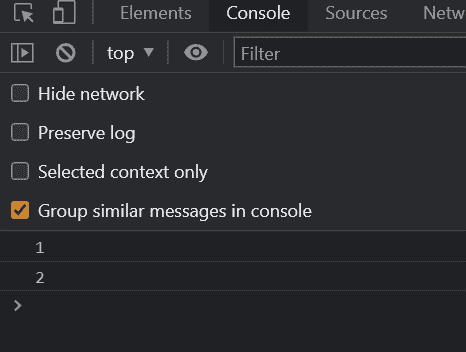 Elements Console Sources Netw
top Filter
Hide network
Preserve log
Selected context only
Group similar messages in console
1
2